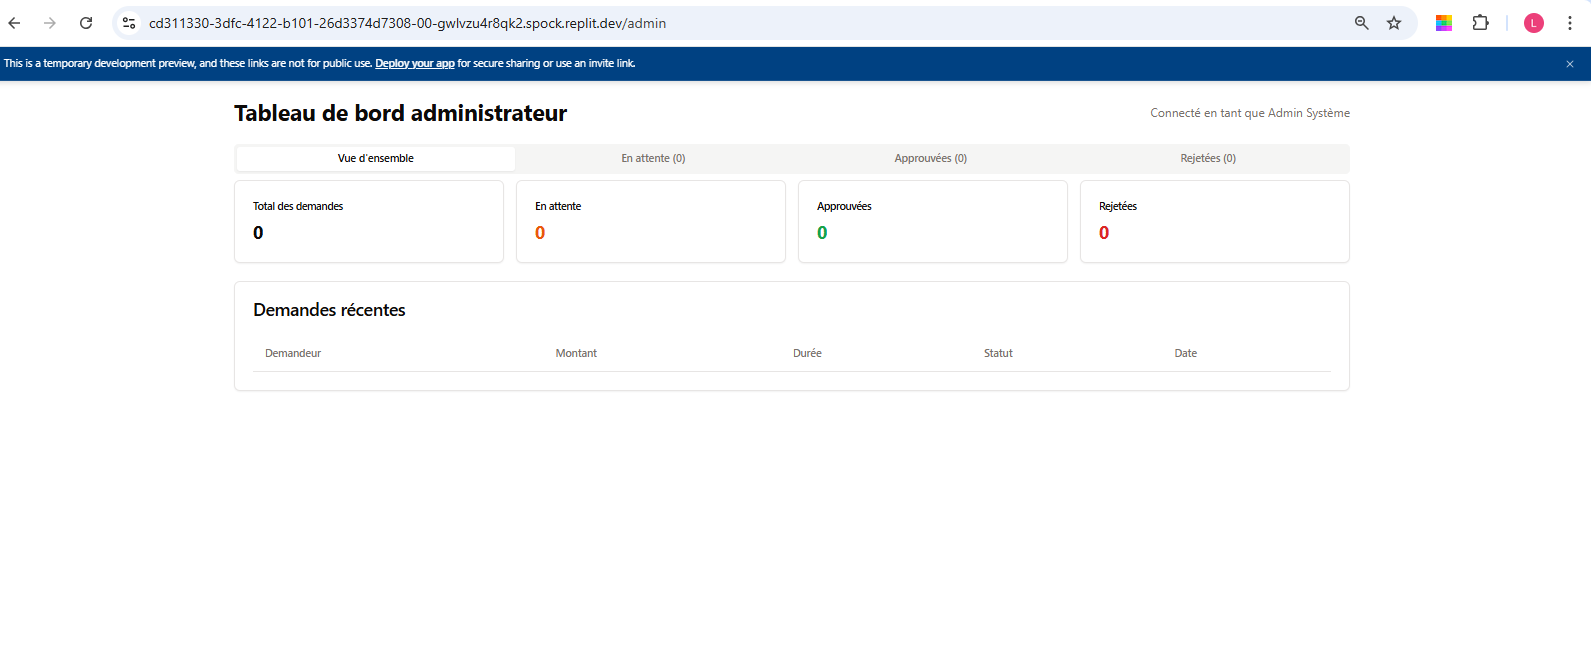 cd311330-3dfc-4122-b101-26d3374d7308-00-gwlvzu4r8qk2.spock.replit.dev/admin
L
This is a temporary development preview, and these links are not for public use. Deploy your app for secure sharing or use an invite link.
Tableau de bord administrateur
Connecté en tant que Admin Système
Vue d'ensemble
En attente (0)
Approuvées (0)
Rejetées (0)
Total des demandes
0
En attente
0
Approuvées
0
Rejetées
0
Demandes récentes
Demandeur Montant Durée Statut Date